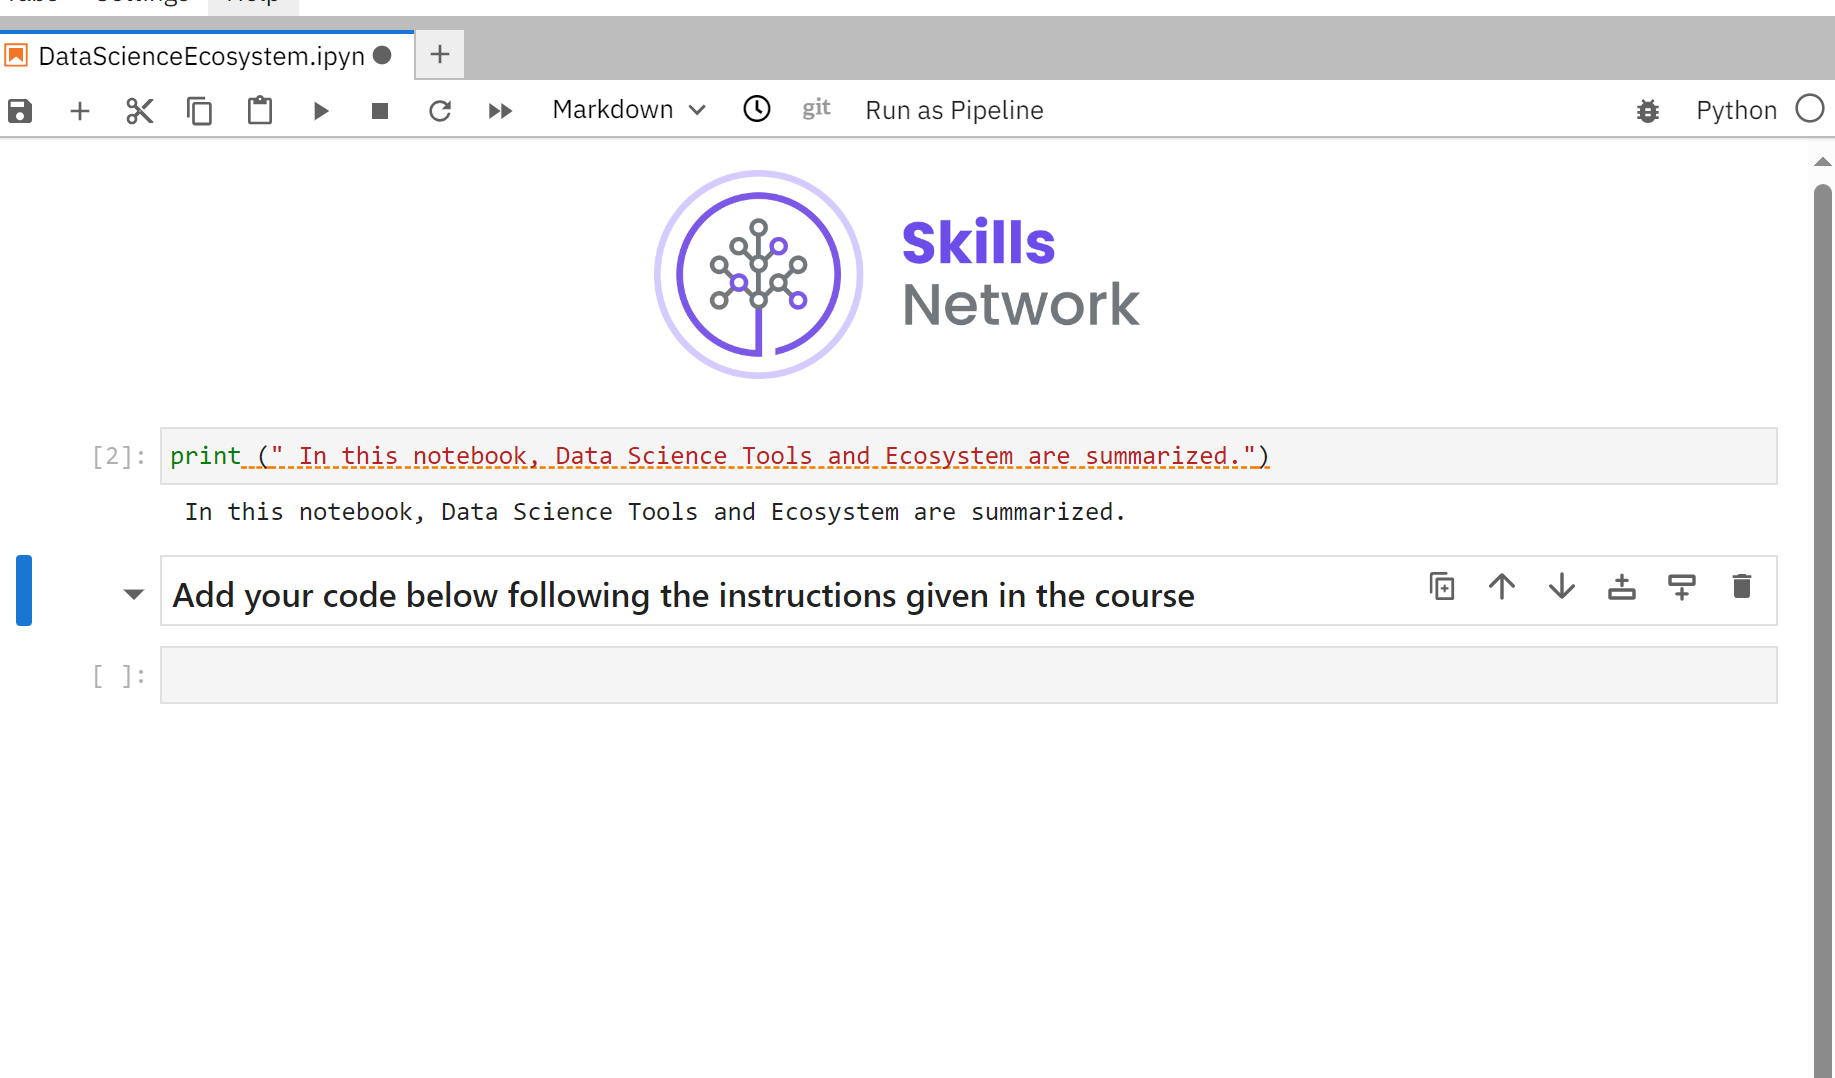 Settings Help
DataScienceEcosystem.ipyn
Markdown git Run as Pipeline Python
Skills
Network
[2]: print (" In this notebook, Data Science Tools and Ecosystem are summarized.")
In this notebook, Data Science Tools and Ecosystem are summarized.
Add your code below following the instructions given in the course
[ ]: